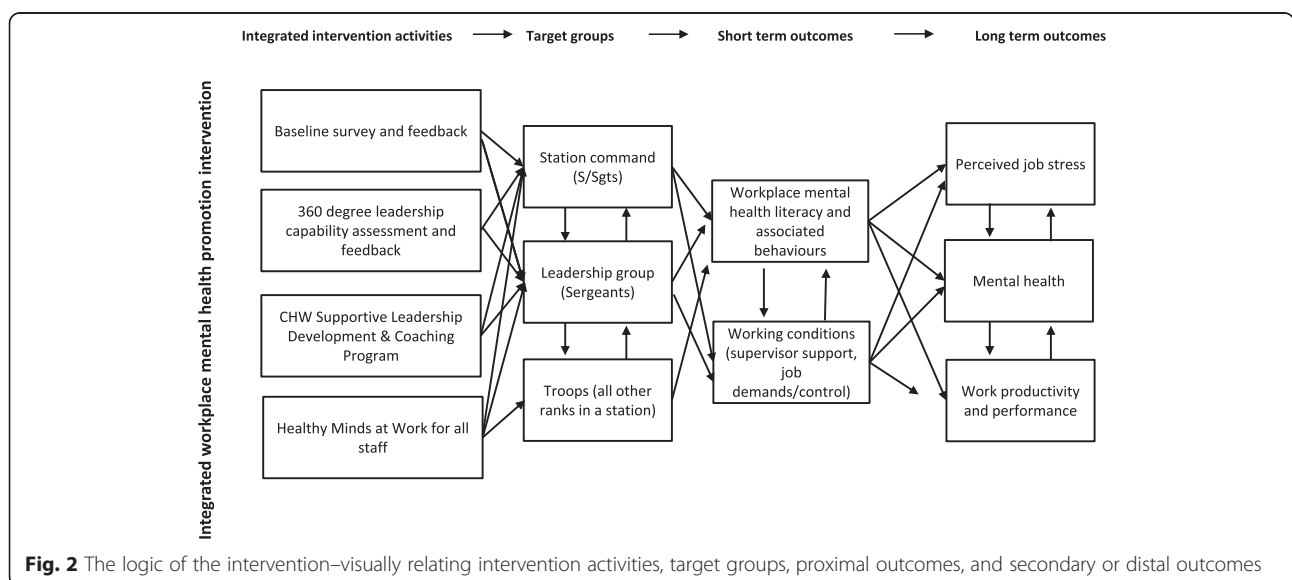 Integrated intervention activities
Target groups
Short term outcomes
Long term outcomes
Integrated workplace mental health promotion intervention
Baseline survey and feedback
360 degree leadership
capability assessment and
feedback
CHW Supportive Leadership
Development & Coaching
Program
Healthy Minds at Work for all
staff
Station command
(S/Sgts)
Leadership group
(Sergeants)
Troops (all other
ranks in a station)
Workplace mental
health literacy and
associated
behaviours
Working conditions
(supervisor support,
job
demands/control)
Perceived job stress
Mental health
Work productivity
and performance
Fig. 2 The logic of the intervention–visually relating intervention activities, target groups, proximal outcomes, and secondary or distal outcomes